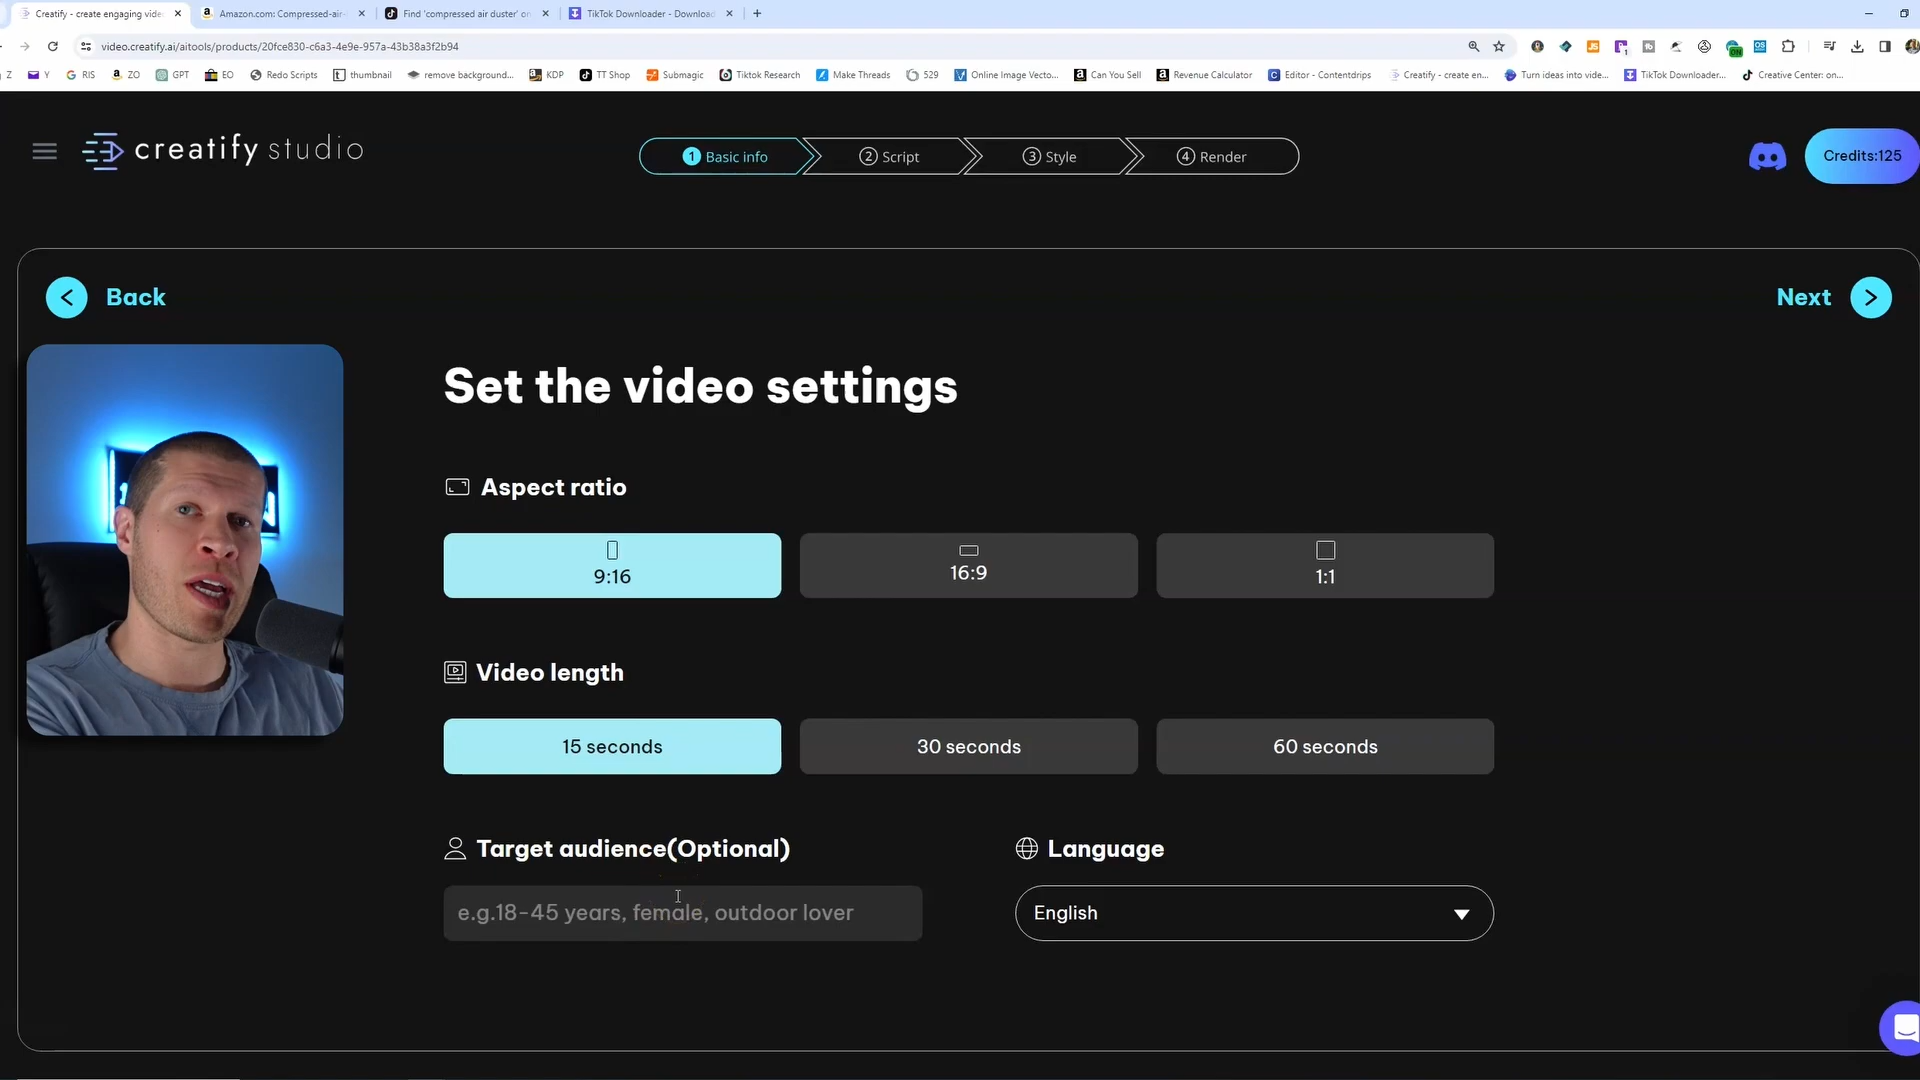 Creatify - create engaging vide
Amazon.com: Compressed-air-
Find 'compressed air duster' on
TikTok Downloader - Download
video.creatify.ai/aitools/products/20fce830-c6a3-4e9e-957a-43b38a3f2b94
Z
Y
RIS
ZO
GPT
EO
Redo Scripts
thumbnail
remove background...
KDP
TT Shop
Submagic
Tiktok Research
Make Threads
529
Online Image Vecto...
Can You Sell
Revenue Calculator
Editor - Contentdrips
Creatify - create en...
Turn ideas into vide...
TikTok Downloader...
Creative Center: on...
creatify studio
1 Basic info
2 Script
3 Style
4 Render
Credits:125
Back
Next
Set the video settings
Aspect ratio
9:16
16:9
1:1
Video length
15 seconds
30 seconds
60 seconds
Target audience(Optional)
Language
e.g.18-45 years, female, outdoor lover
English